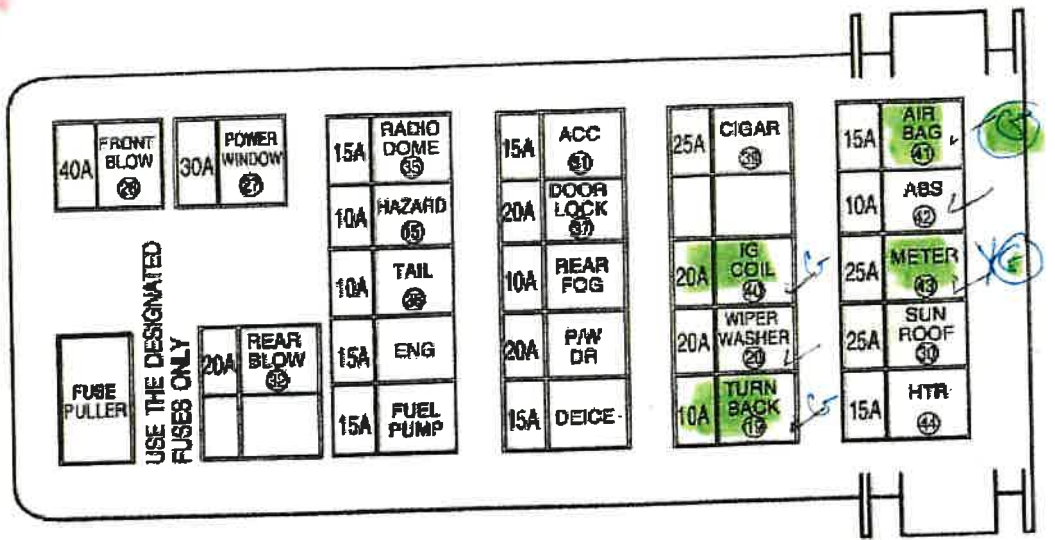 40A FRONT BLOW 26
30A POWER WINDOW 27
USE THE DESIGNATED
FUSES ONLY
FUSE
PULLER
20A REAR BLOW
15A RADIO DOME 35
10A HAZARD 15
10A TAIL
15A ENG
15A FUEL PUMP
15A ACC 31
20A DOOR LOCK 37
10A REAR FOG
20A P/W DR
15A DEICE
25A CIGAR 39
20A IG COIL 40
20A WIPER WASHER 20
10A TURN BACK 19
15A AIR BAG 41
10A ABS 42
25A METER 43
25A SUN ROOF 30
15A HTR 44